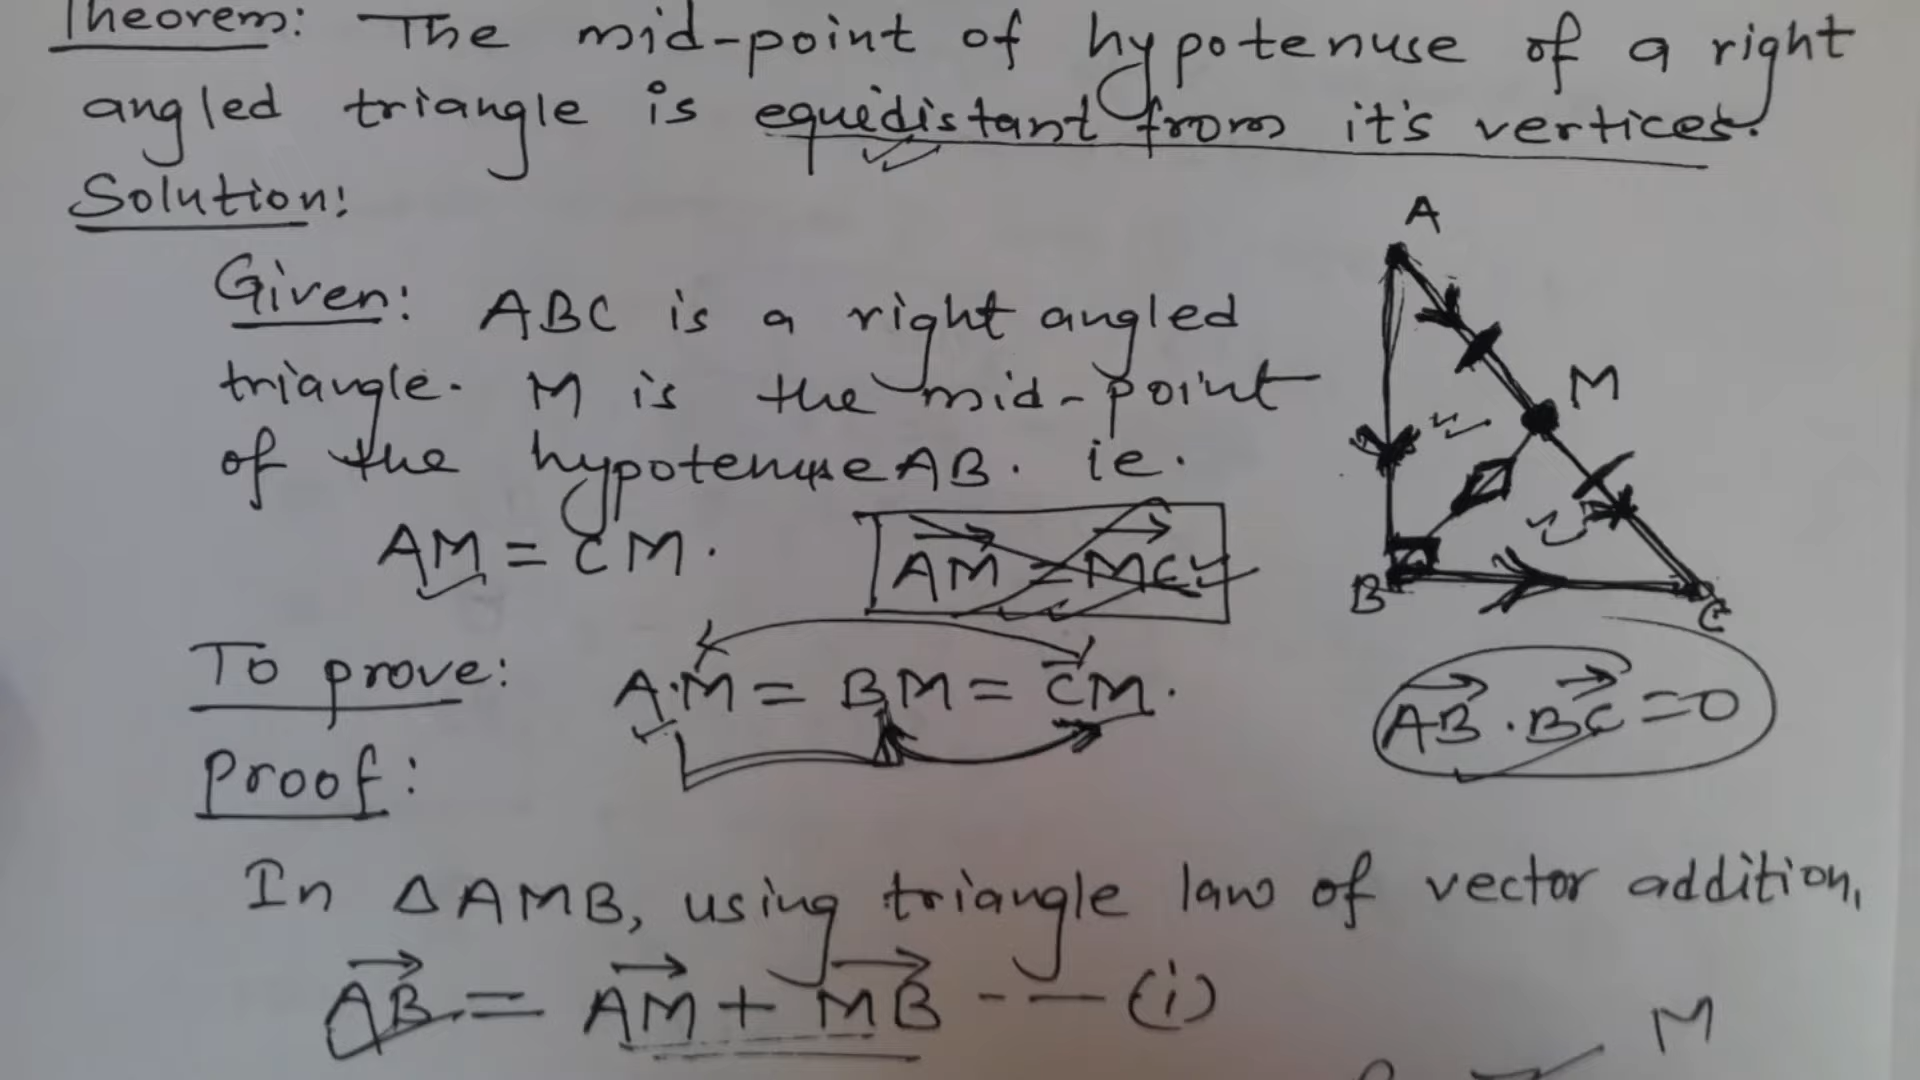 Theorem: The mid-point of hypotenuse of a right
angled triangle is equidistant from it's vertices.
Solution:
Given: ABC is a right angled
triangle. M is the mid-point
of the hypotenuse AB. ie.
AM = CM. AM = MC
To prove: AM = BM = CM.
Proof:
In ΔAMB, using triangle law of vector addition,
AB = AM + MB -- (i)
A
M
B
C
AB . BC = 0
M